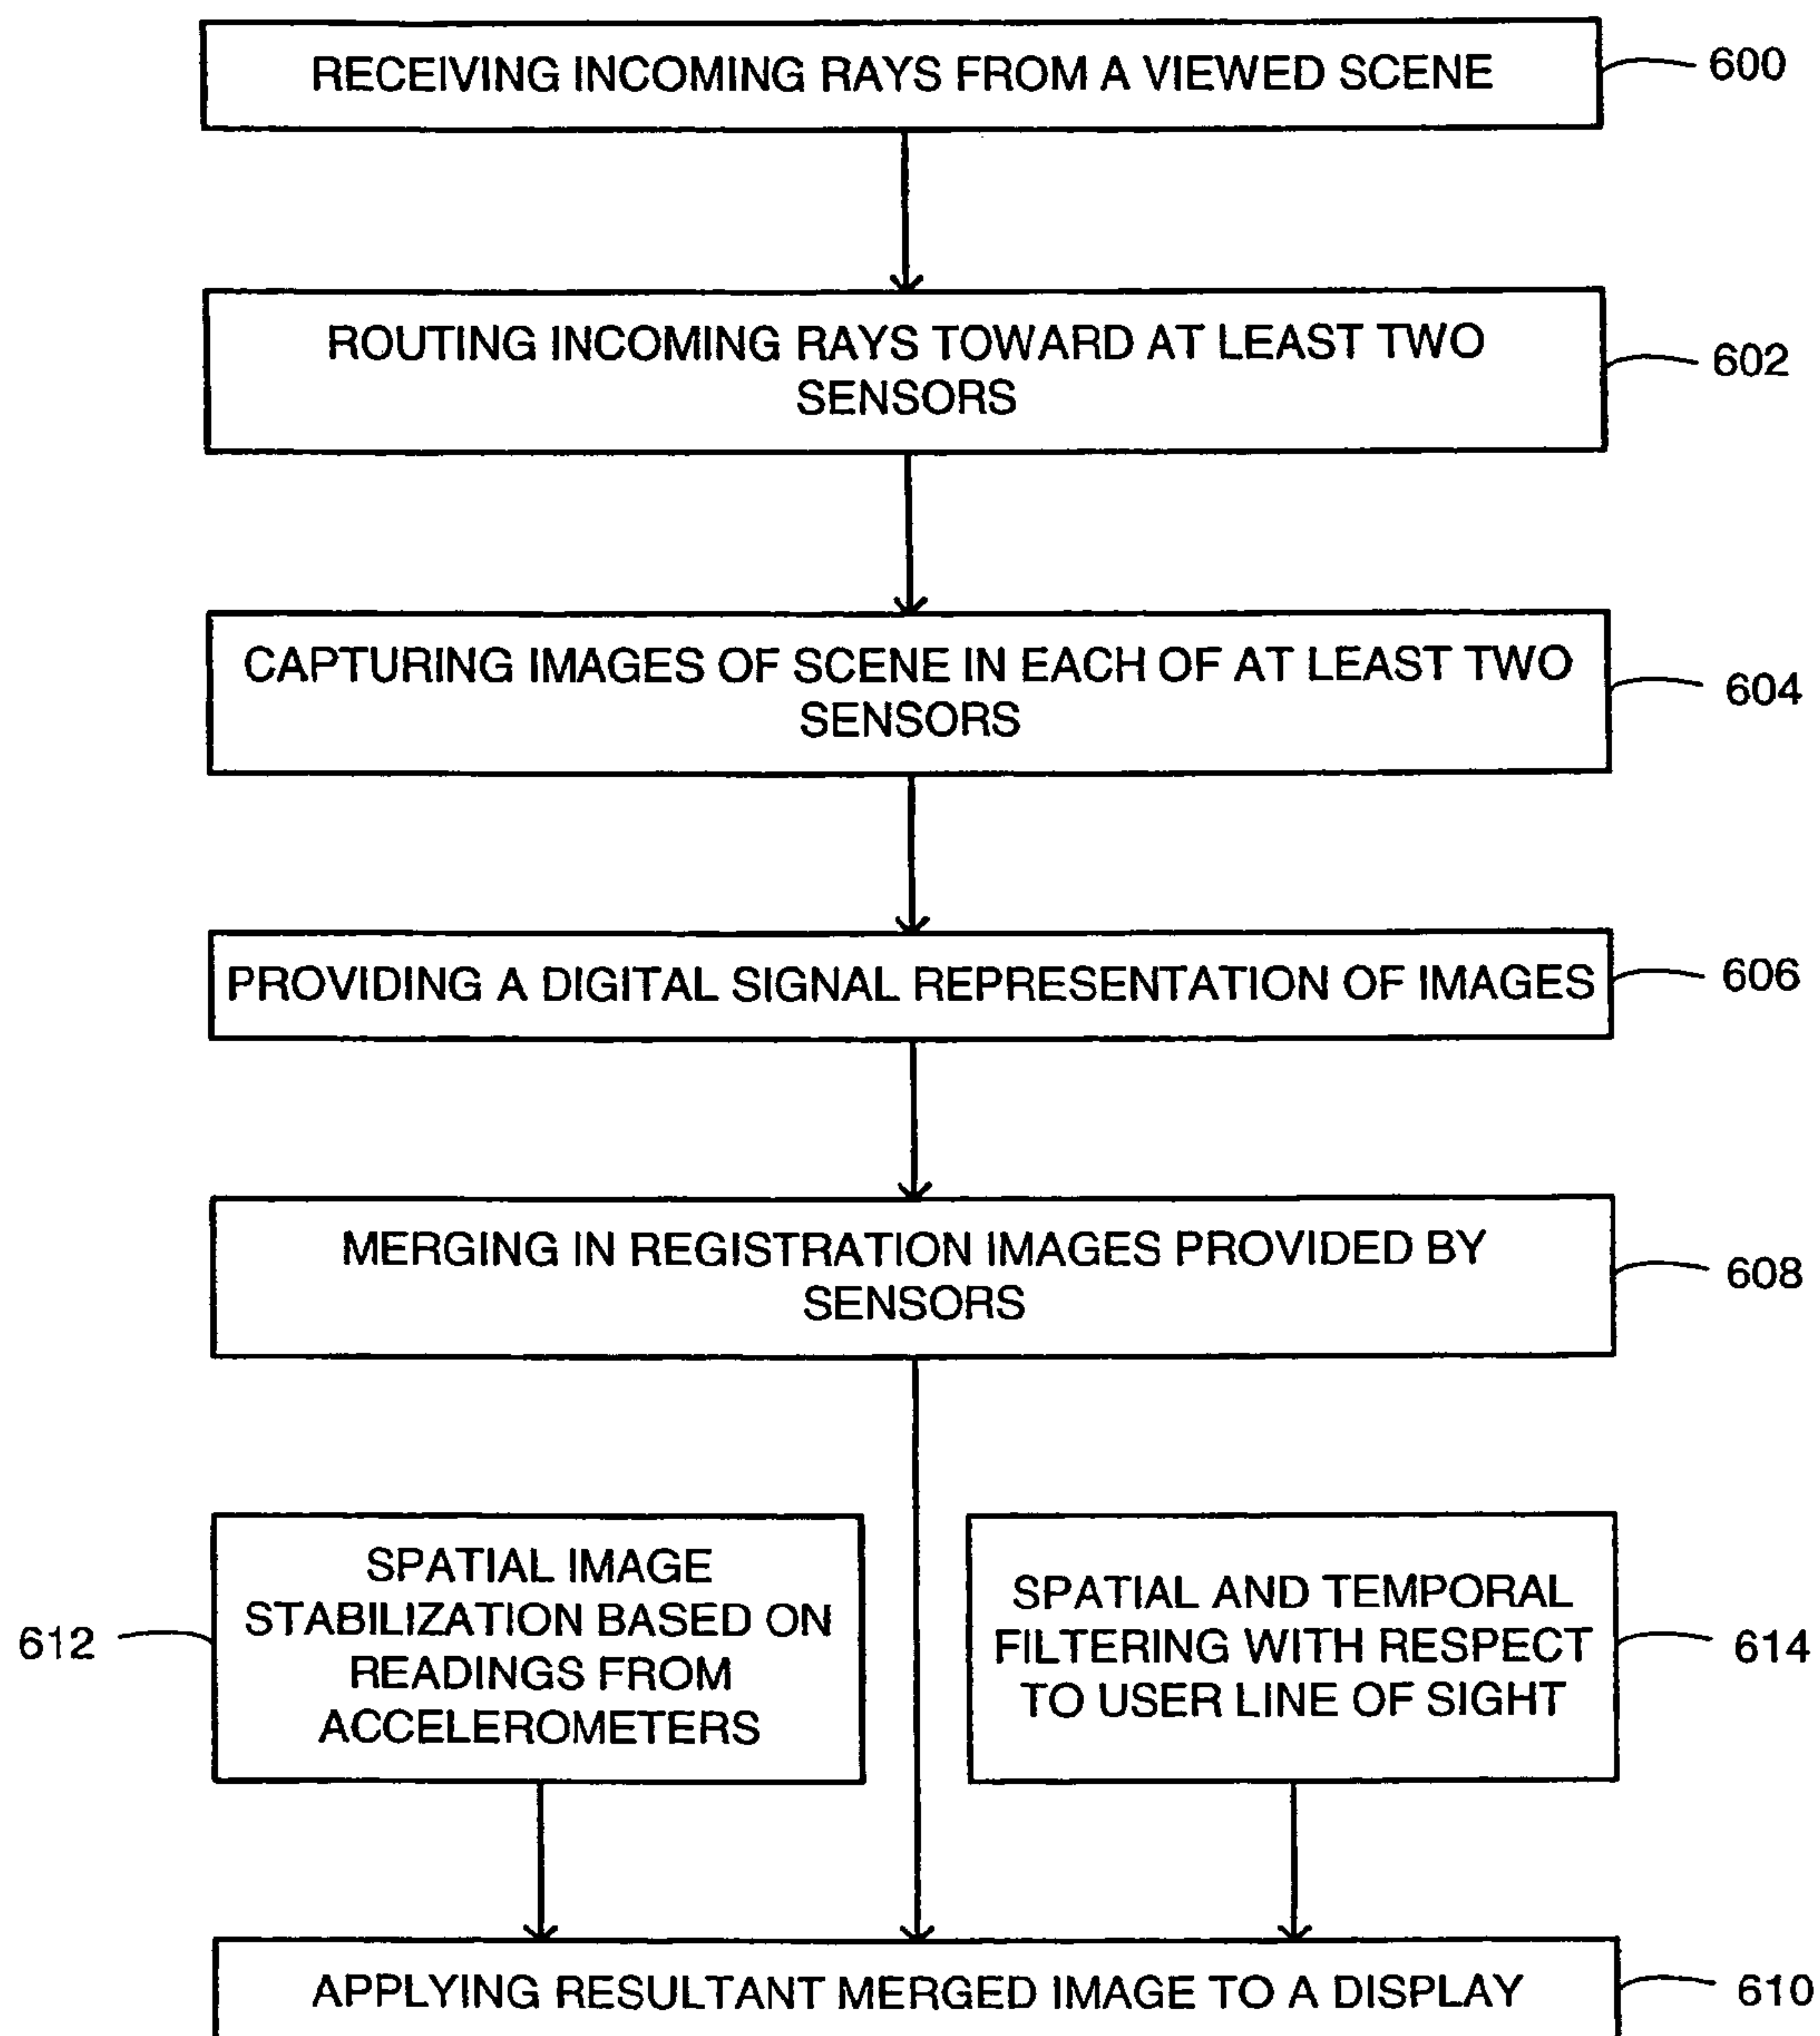 RECEIVING INCOMING RAYS FROM A VIEWED SCENE
600
ROUTING INCOMING RAYS TOWARD AT LEAST TWO
SENSORS
602
CAPTURING IMAGES OF SCENE IN EACH OF AT LEAST TWO
SENSORS
604
PROVIDING A DIGITAL SIGNAL REPRESENTATION OF IMAGES
606
MERGING IN REGISTRATION IMAGES PROVIDED BY
SENSORS
608
612
SPATIAL IMAGE
STABILIZATION BASED ON
READINGS FROM
ACCELEROMETERS
SPATIAL AND TEMPORAL
FILTERING WITH RESPECT
TO USER LINE OF SIGHT
614
APPLYING RESULTANT MERGED IMAGE TO A DISPLAY
610